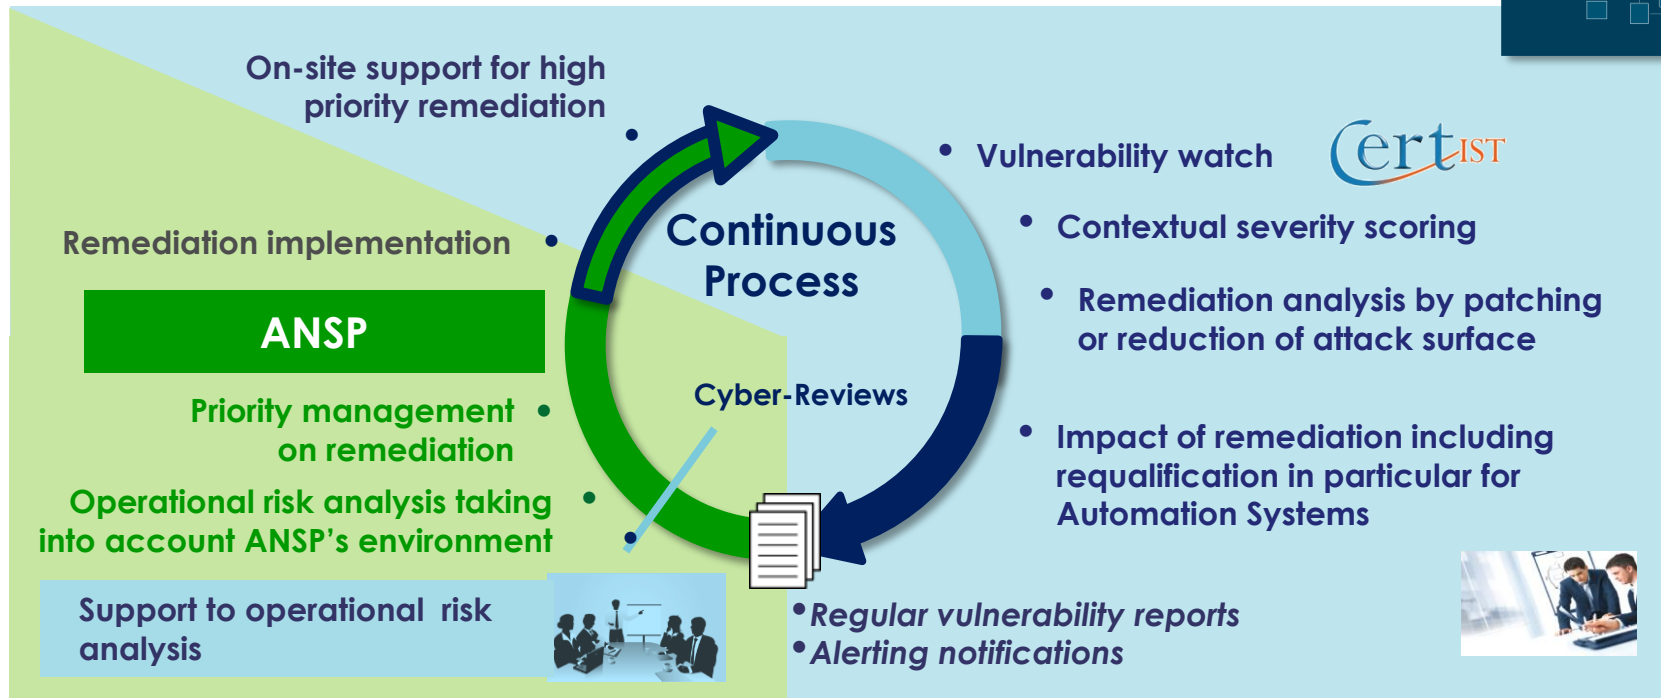 On-site support for high
priority remediation
• Vulnerability watch
Cert IST
• Contextual severity scoring
Remediation implementation •
Continuous
Process
• Remediation analysis by patching
or reduction of attack surface
ANSP
Cyber-Reviews
Priority management •
on remediation
• Impact of remediation including
requalification in particular for
Automation Systems
Operational risk analysis taking •
into account ANSP’s environment
Support to operational risk
analysis
•Regular vulnerability reports
•Alerting notifications